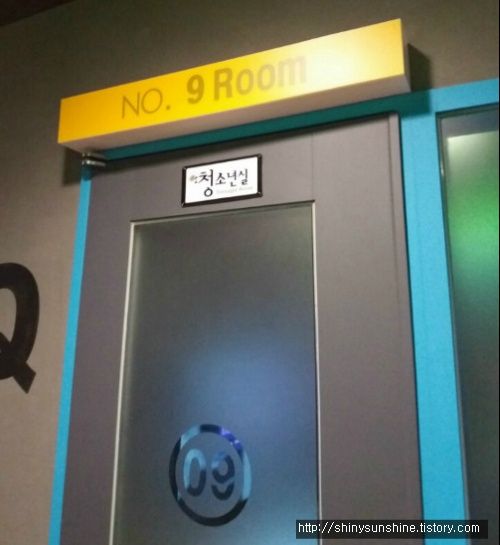 NO. 9 Room
청소년실
Q
09
http://shinysunshine.tistory.com